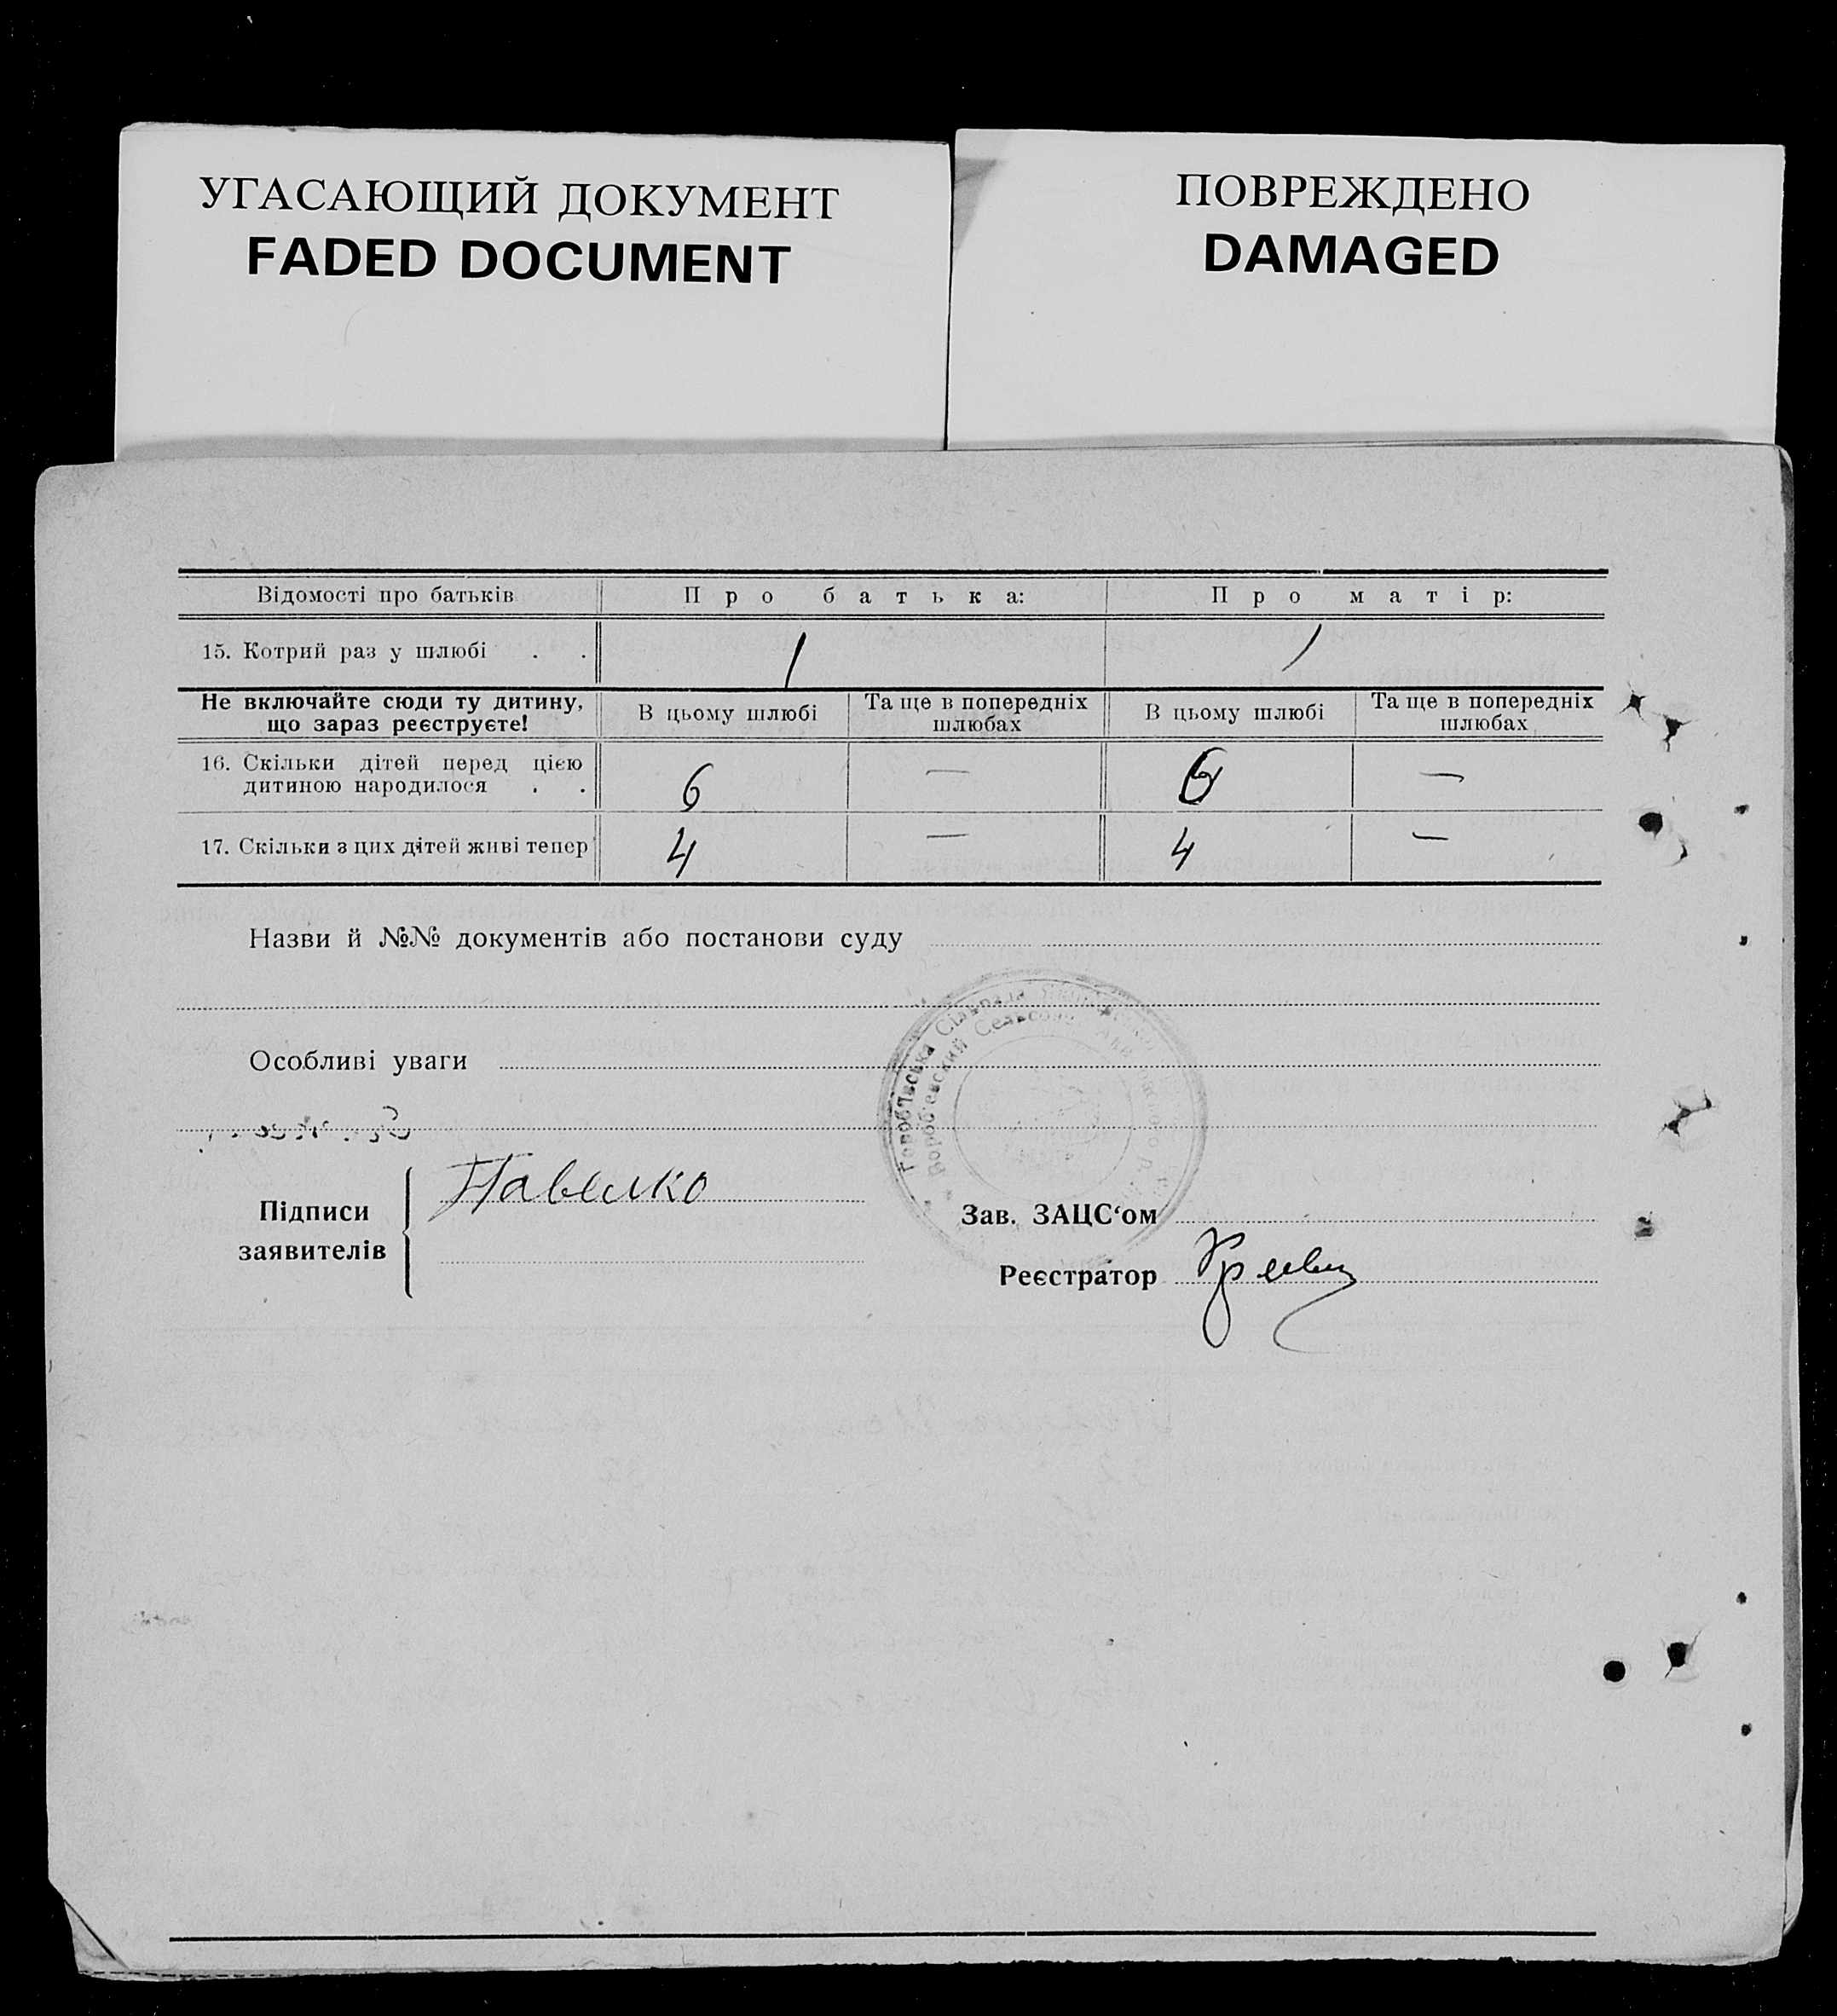 УГАСАЮЩИЙ ДОКУМЕНТ
FADED DOCUMENT
ПОВРЕЖДЕНО
DAMAGED
Відомості про батьків Про батька: Про матір:
15. Котрий раз у шлюбі . . 1 1
Не включайте сюди ту дитину, що зараз реєструєте! В цьому шлюбі Та ще в попередніх шлюбах В цьому шлюбі Та ще в попередніх шлюбах
16. Скільки дітей перед цією дитиною народилося . . 6 — 6 —
17. Скільки з цих дітей живі тепер 4 — 4 —
Назви й №№ документів або постанови суду
Особливі уваги
Підписи заявителів
Зав. ЗАЦС‘ом
Реєстратор